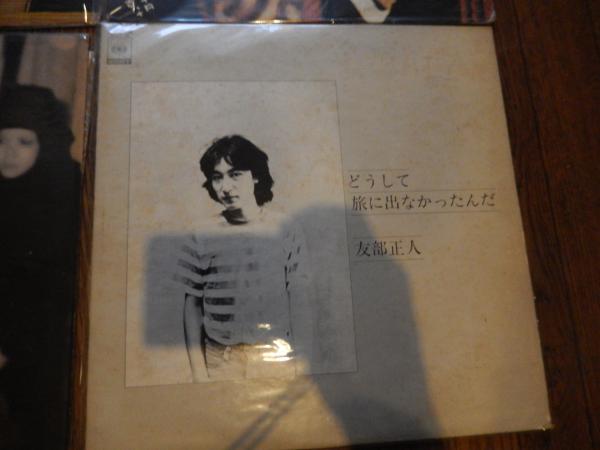 どうして
旅に出なかったんだ
友部正人